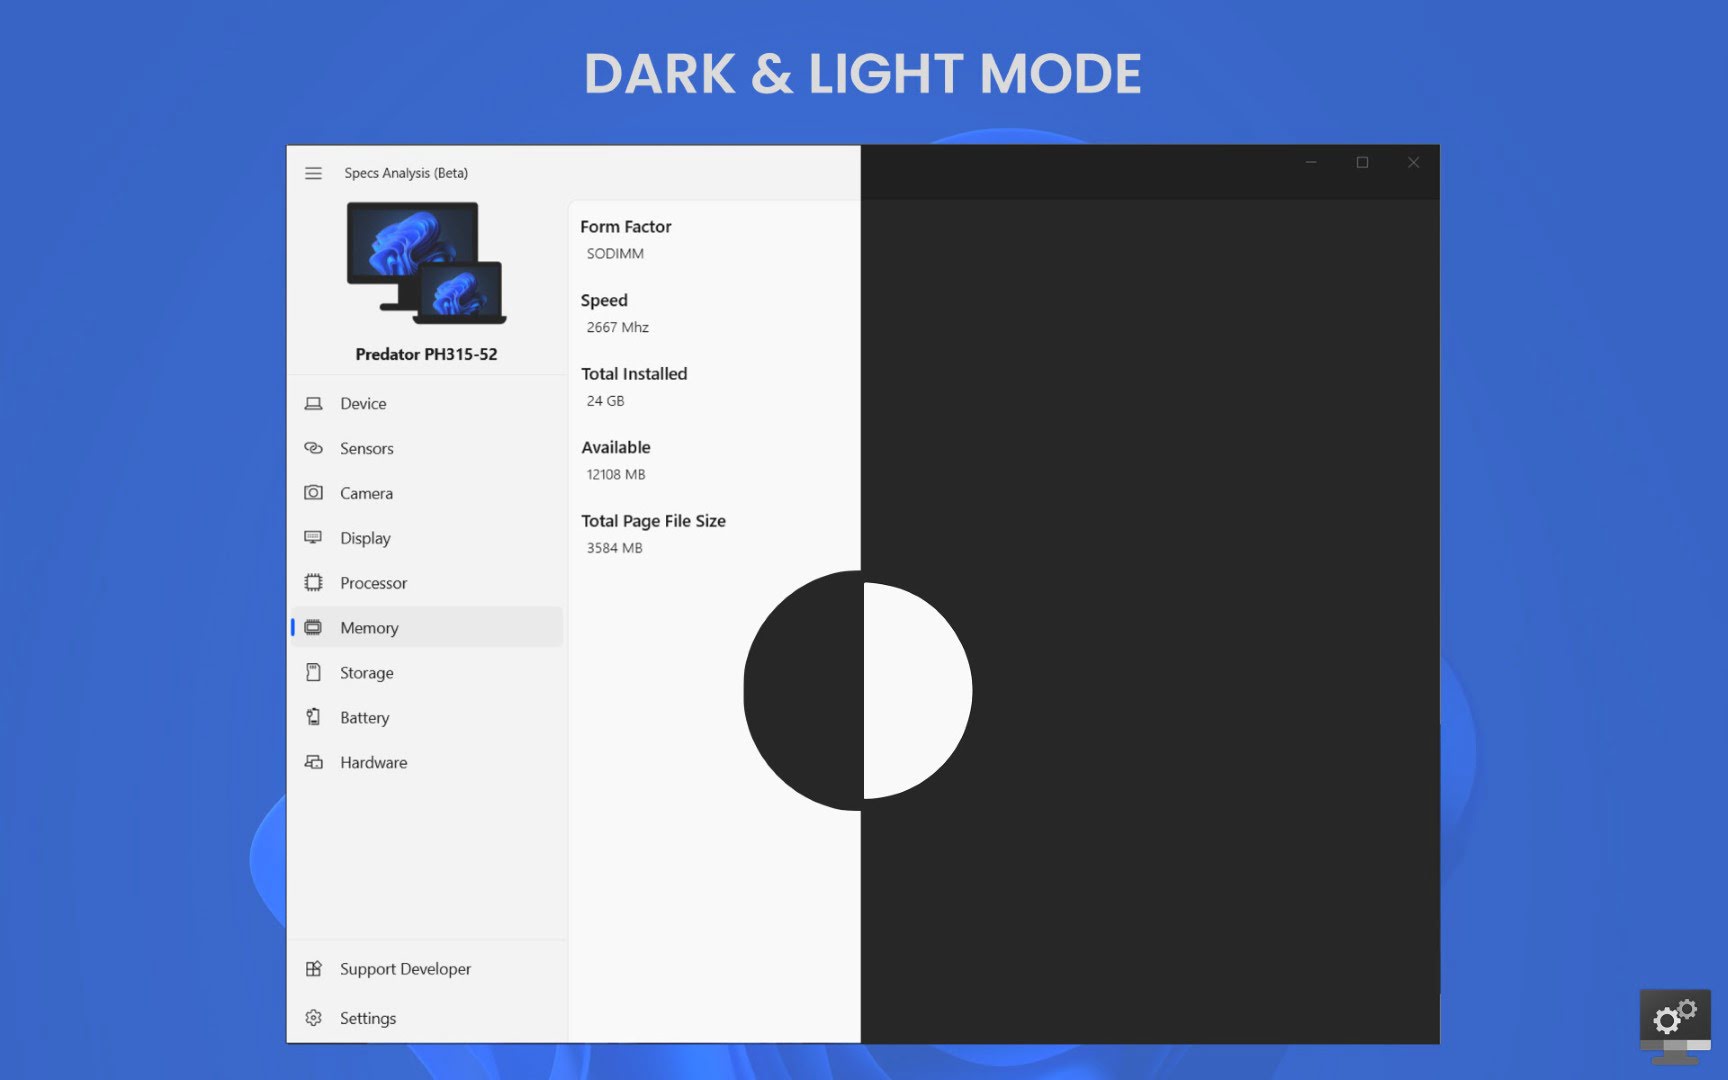 DARK & LIGHT MODE
Specs Analysis (Beta)
Predator PH315-52
Device
Sensors
Camera
Display
Processor
Memory
Storage
Battery
Hardware
Support Developer
Settings
Form Factor
SODIMM
Speed
2667 Mhz
Total Installed
24 GB
Available
12108 MB
Total Page File Size
3584 MB